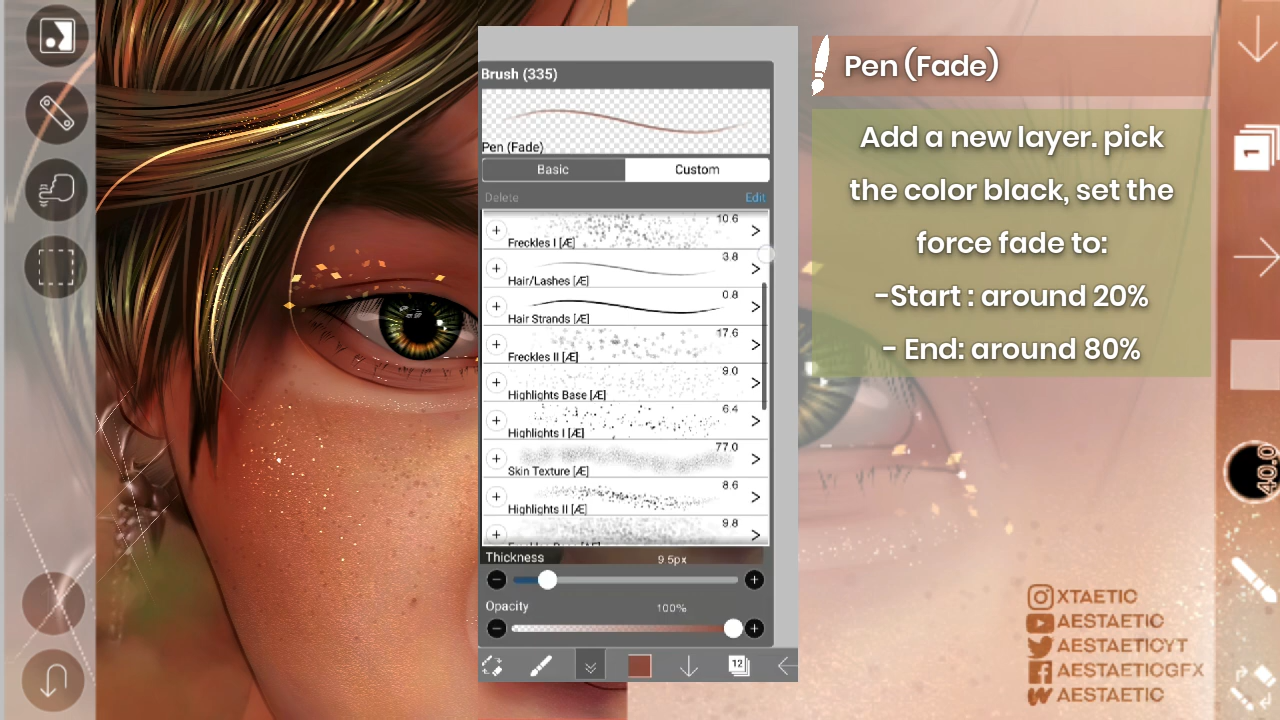 Brush (335)
Pen (Fade)
Basic
Custom
Delete
Edit
10.6
Freckles I [Æ]
3.8
Hair/Lashes [Æ]
0.8
Hair Strands [Æ]
17.6
Freckles II [Æ]
9.0
Highlights Base [Æ]
6.4
Highlights I [Æ]
77.0
Skin Texture [Æ]
8.6
Highlights II [Æ]
9.8
Thickness
9.5px
Opacity
100%
12
Pen (Fade)
Add a new layer. pick
the color black, set the
force fade to:
-Start : around 20%
- End: around 80%
1
40.0
XTAETIC
AESTAETIC
AESTAETICYT
AESTAETICGFX
AESTAETIC